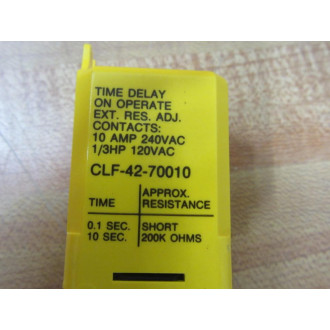 TIME DELAY
ON OPERATE
EXT. RES. ADJ.
CONTACTS:
10 AMP 240VAC
1/3HP 120VAC
CLF-42-70010
TIME APPROX. RESISTANCE
0.1 SEC. SHORT
10 SEC. 200K OHMS